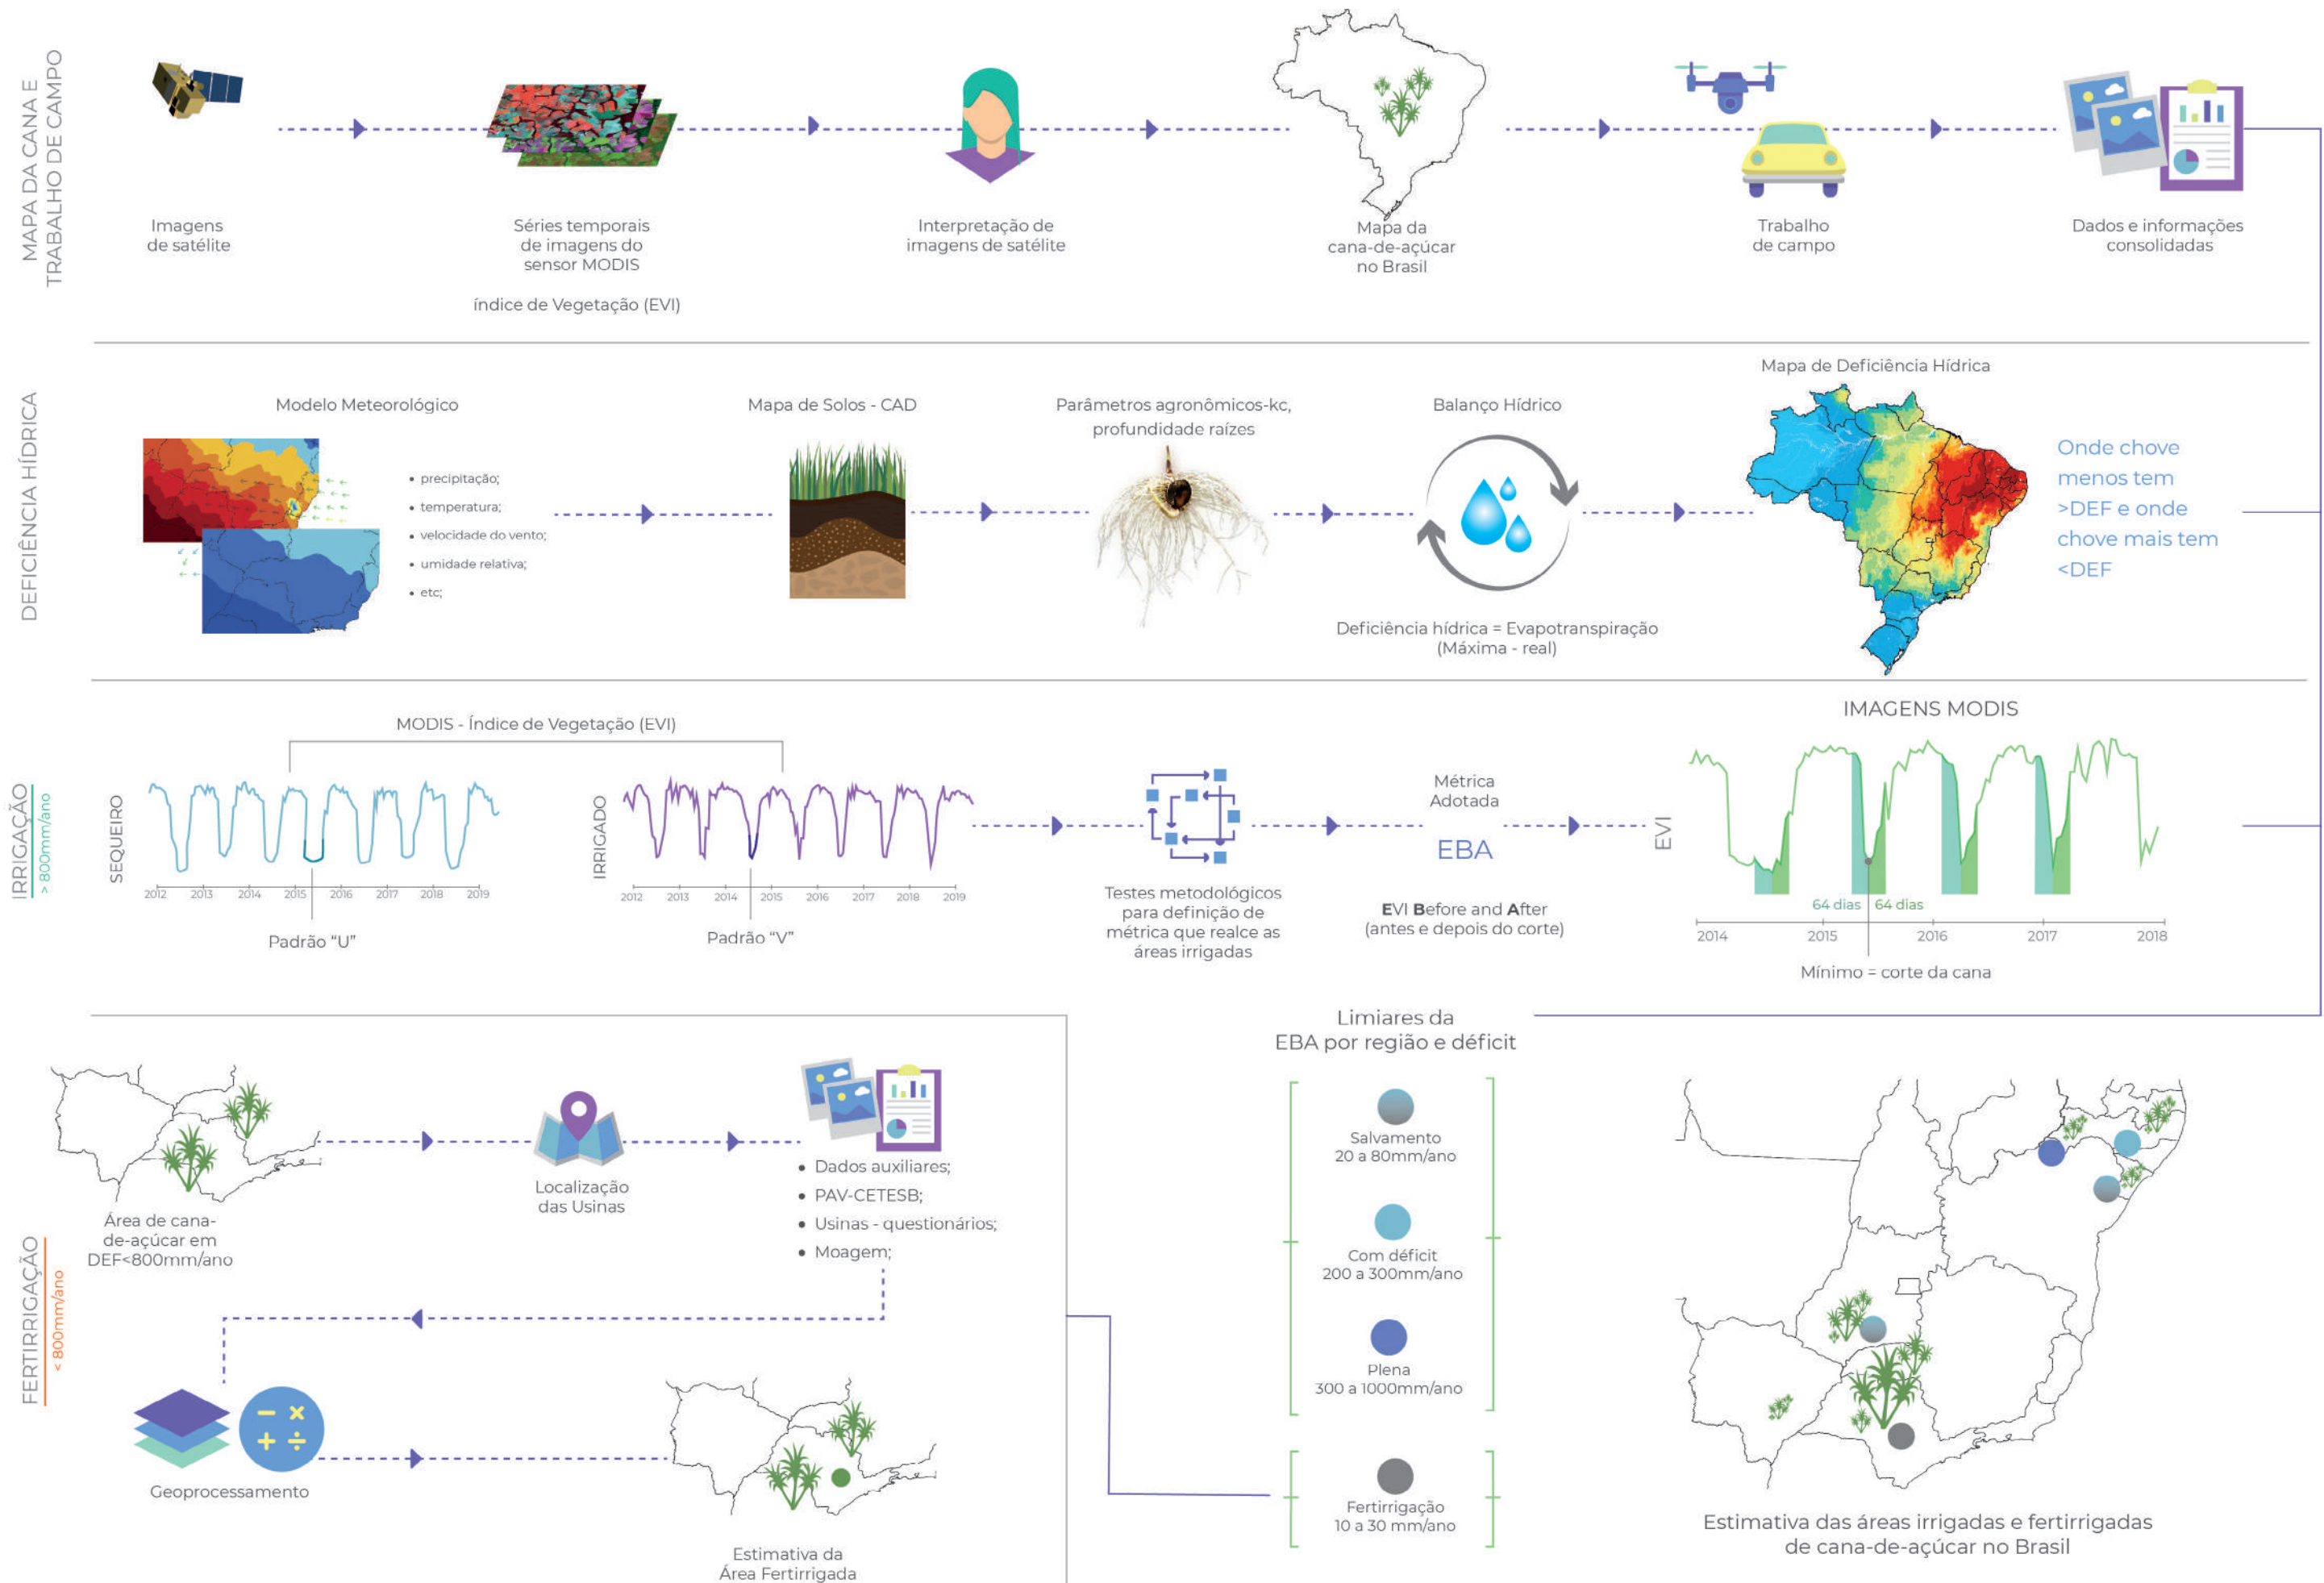 MAPA DA CANA E
TRABALHO DE CAMPO
Imagens
de satélite
Séries temporais
de imagens do
sensor MODIS
índice de Vegetação (EVI)
Interpretação de
imagens de satélite
Mapa da
cana-de-açúcar
no Brasil
Trabalho
de campo
Dados e informações
consolidadas
DEFICIÊNCIA HÍDRICA
Modelo Meteorológico
• precipitação;
• temperatura;
• velocidade do vento;
• umidade relativa;
• etc;
Mapa de Solos - CAD
Parâmetros agronômicos-kc,
profundidade raízes
Balanço Hídrico
Deficiência hídrica = Evapotranspiração
(Máxima - real)
Mapa de Deficiência Hídrica
Onde chove
menos tem
>DEF e onde
chove mais tem
<DEF
IRRIGAÇÃO
> 800mm/ano
MODIS - Índice de Vegetação (EVI)
SEQUEIRO
2012 2013 2014 2015 2016 2017 2018 2019
Padrão “U”
IRRIGADO
2012 2013 2014 2015 2016 2017 2018 2019
Padrão “V”
Testes metodológicos
para definição de
métrica que realce as
áreas irrigadas
Métrica
Adotada
EBA
EVI Before and After
(antes e depois do corte)
IMAGENS MODIS
EVI
64 dias 64 dias
2014 2015 2016 2017 2018
Mínimo = corte da cana
FERTIRRIGAÇÃO
< 800mm/ano
Área de cana-
de-açúcar em
DEF<800mm/ano
Localização
das Usinas
• Dados auxiliares;
• PAV-CETESB;
• Usinas - questionários;
• Moagem;
Geoprocessamento
Estimativa da
Área Fertirrigada
Limiares da
EBA por região e déficit
Salvamento
20 a 80mm/ano
Com déficit
200 a 300mm/ano
Plena
300 a 1000mm/ano
Fertirrigação
10 a 30 mm/ano
Estimativa das áreas irrigadas e fertirrigadas
de cana-de-açúcar no Brasil